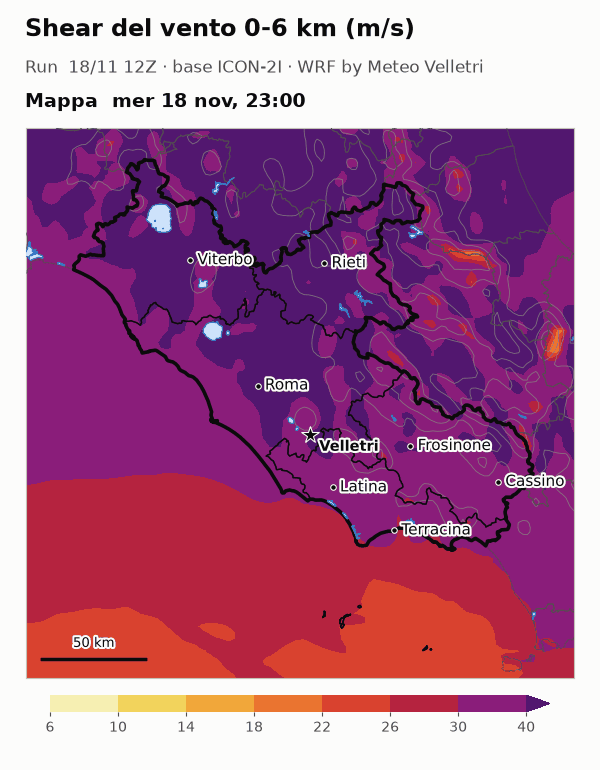 Shear del vento 0-6 km (m/s)
Run 18/11 12Z · base ICON-2I · WRF by Meteo Velletri
Mappa mer 18 nov, 23:00
Viterbo
Rieti
Roma
Velletri
Frosinone
Cassino
Latina
Terracina
50 km
6 10 14 18 22 26 30 40